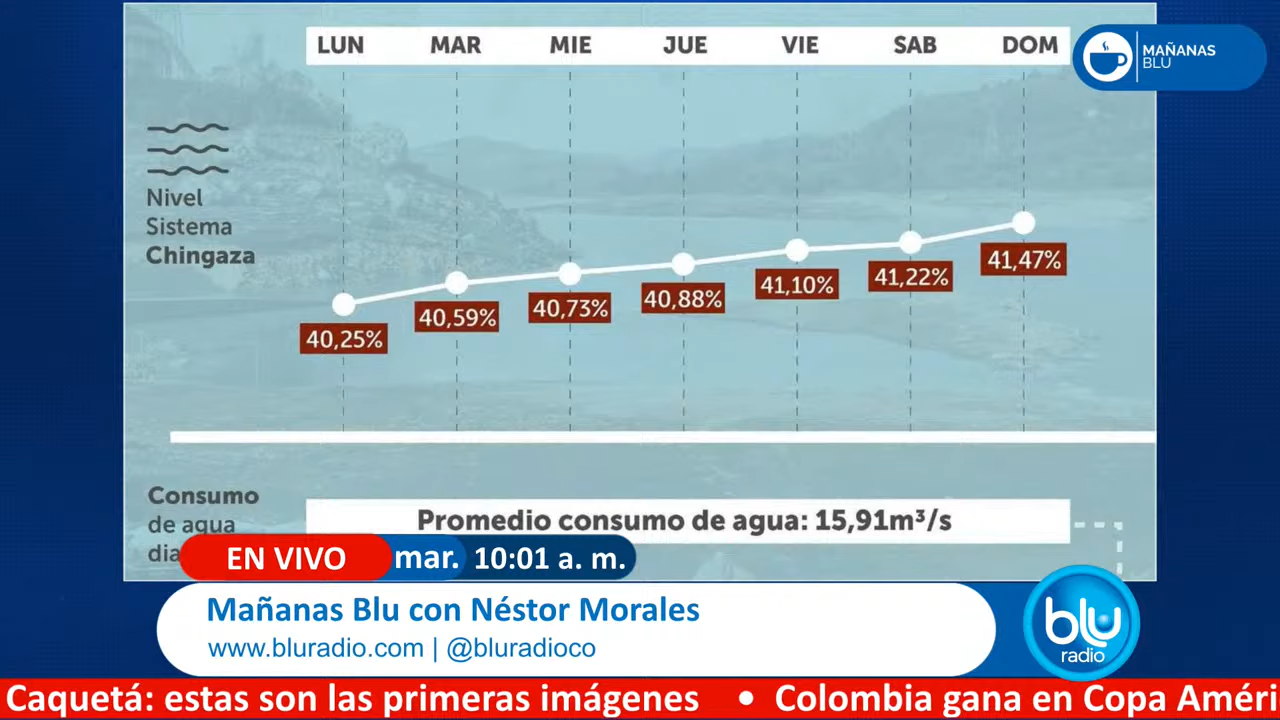 LUN MAR MIE JUE VIE SAB DOM
MAÑANAS
BLU
Nivel
Sistema
Chingaza
40,25% 40,59% 40,73% 40,88% 41,10% 41,22% 41,47%
Consumo
de agua
dia
Promedio consumo de agua: 15,91m³/s
EN VIVO mar. 10:01 a. m.
Mañanas Blu con Néstor Morales
www.bluradio.com | @bluradioco
blu
radio
Caquetá: estas son las primeras imágenes • Colombia gana en Copa Améri